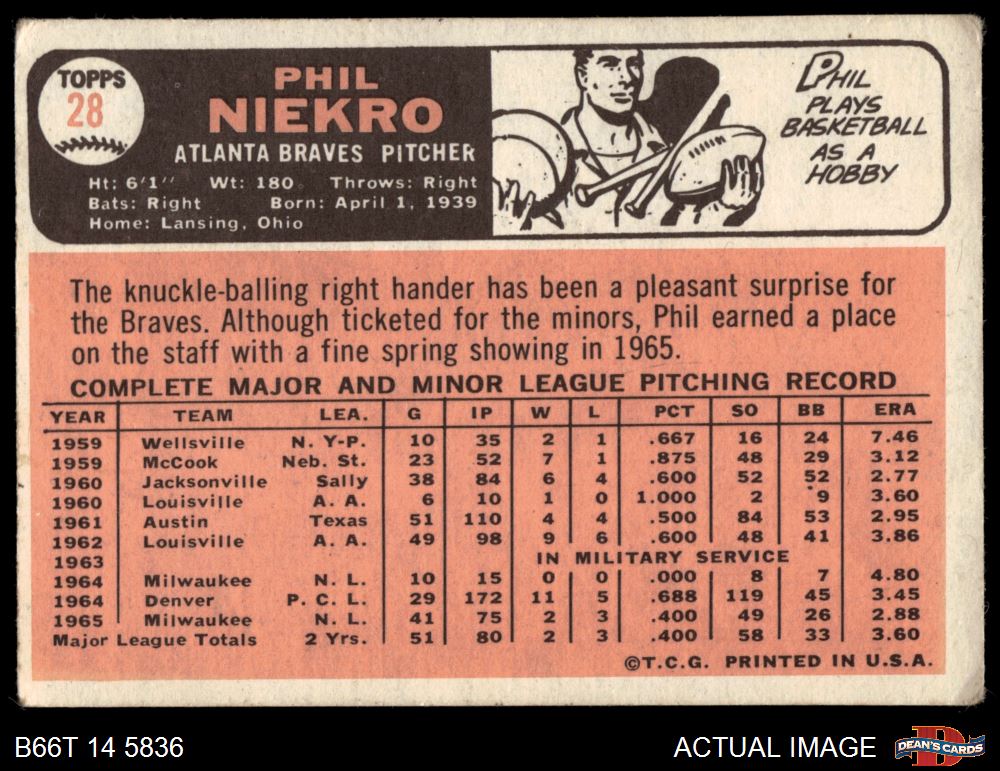 TOPPS
28
PHIL
NIEKRO
ATLANTA BRAVES PITCHER
Ht: 6'1" Wt: 180 Throws: Right
Bats: Right Born: April 1, 1939
Home: Lansing, Ohio
PHIL
PLAYS
BASKETBALL
AS A
HOBBY
The knuckle-balling right hander has been a pleasant surprise for
the Braves. Although ticketed for the minors, Phil earned a place
on the staff with a fine spring showing in 1965.
COMPLETE MAJOR AND MINOR LEAGUE PITCHING RECORD
YEAR TEAM LEA. G IP W L PCT SO BB ERA
1959 Wellsville N. Y-P. 10 35 2 1 .667 16 24 7.46
1959 McCook Neb. St. 23 52 7 1 .875 48 29 3.12
1960 Jacksonville Sally 38 84 6 4 .600 52 52 2.77
1960 Louisville A. A. 6 10 1 0 1.000 2 9 3.60
1961 Austin Texas 51 110 4 4 .500 84 53 2.95
1962 Louisville A. A. 49 98 9 6 .600 48 41 3.86
1963 IN MILITARY SERVICE
1964 Milwaukee N. L. 10 15 0 0 .000 8 7 4.80
1964 Denver P. C. L. 29 172 11 5 .688 119 45 3.45
1965 Milwaukee N. L. 41 75 2 3 .400 49 26 2.88
Major League Totals 2 Yrs. 51 80 2 3 .400 58 33 3.60
©T.C.G. PRINTED IN U.S.A.
B66T 14 5836
ACTUAL IMAGE
D
DEAN'S CARDS